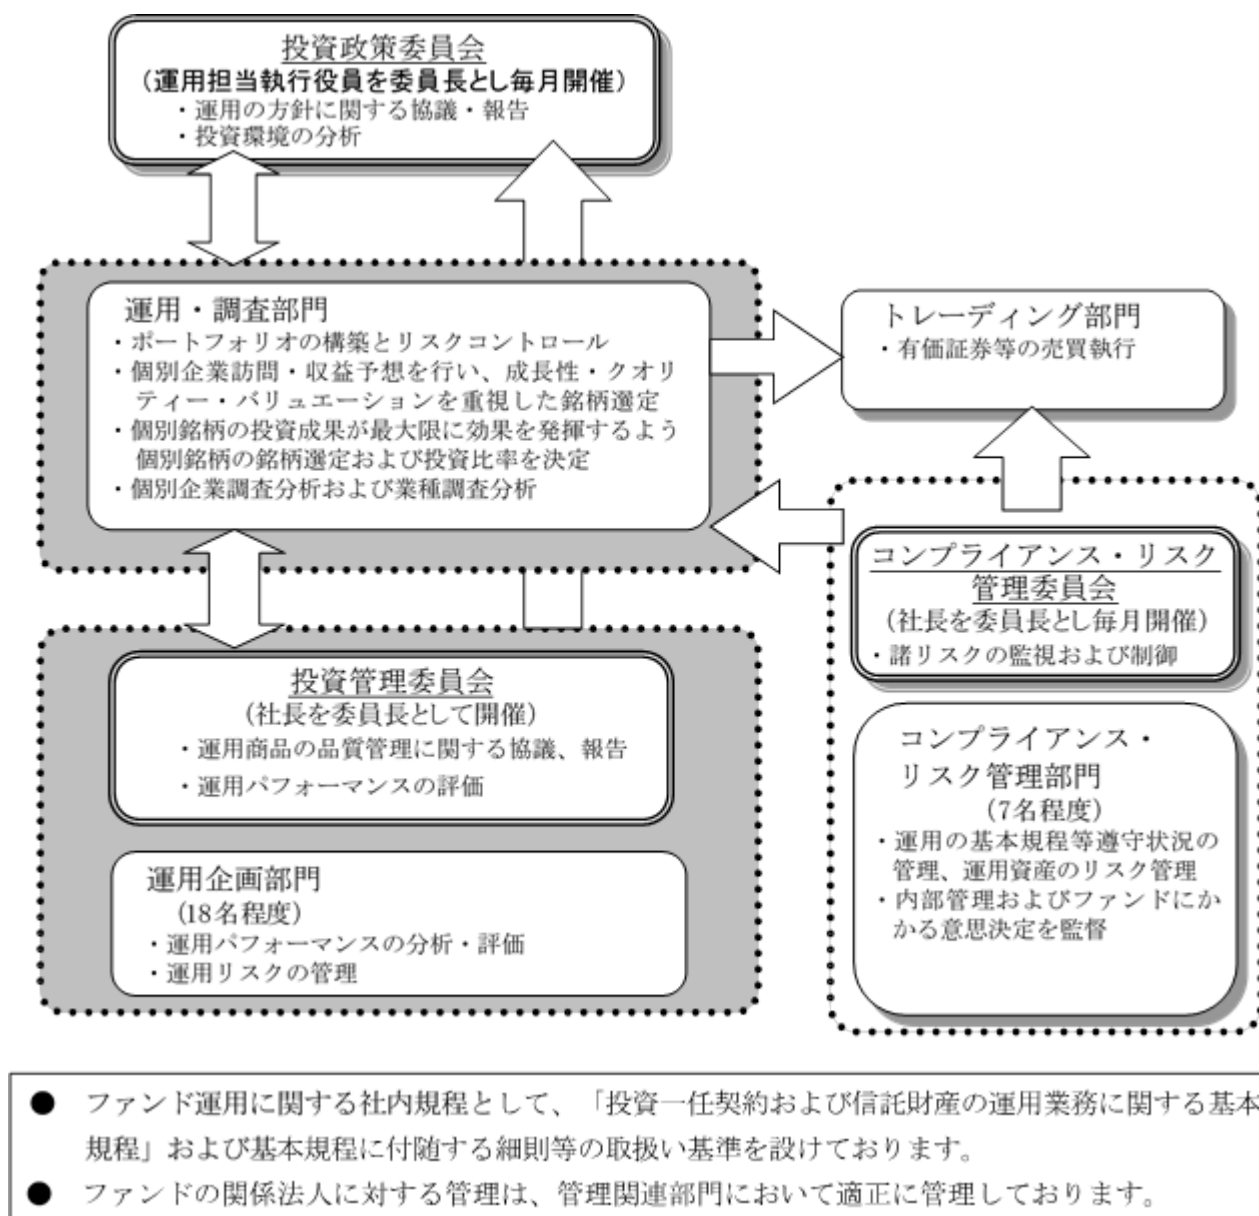 投資政策委員会
（運用担当執行役員を委員長とし毎月開催）
・運用の方針に関する協議・報告
・投資環境の分析
運用・調査部門
・ポートフォリオの構築とリスクコントロール
・個別企業訪問・収益予想を行い、成長性・クオリ
ティー・バリュエーションを重視した銘柄選定
・個別銘柄の投資成果が最大限に効果を発揮するよう
個別銘柄の銘柄選定および投資比率を決定
・個別企業調査分析および業種調査分析
トレーディング部門
・有価証券等の売買執行
投資管理委員会
（社長を委員長として開催）
・運用商品の品質管理に関する協議、報告
・運用パフォーマンスの評価
運用企画部門
（18名程度）
・運用パフォーマンスの分析・評価
・運用リスクの管理
コンプライアンス・リスク
管理委員会
（社長を委員長とし毎月開催）
・諸リスクの監視および制御
コンプライアンス・
リスク管理部門
（7名程度）
・運用の基本規程等遵守状況の
管理、運用資産のリスク管理
・内部管理およびファンドにか
かる意思決定を監督
● ファンド運用に関する社内規程として、「投資一任契約および信託財産の運用業務に関する基本
規程」および基本規程に付随する細則等の取扱い基準を設けております。
● ファンドの関係法人に対する管理は、管理関連部門において適正に管理しております。